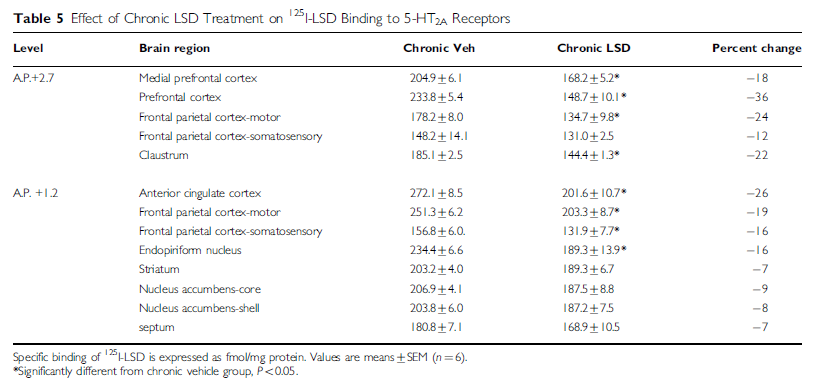 Table 5 Effect of Chronic LSD Treatment on ¹²⁵I-LSD Binding to 5-HT₂A Receptors
Level Brain region Chronic Veh Chronic LSD Percent change
A.P.+2.7 Medial prefrontal cortex 204.9±6.1 168.2±5.2* −18
Prefrontal cortex 233.8±5.4 148.7±10.1* −36
Frontal parietal cortex-motor 178.2±8.0 134.7±9.8* −24
Frontal parietal cortex-somatosensory 148.2±14.1 131.0±2.5 −12
Claustrum 185.1±2.5 144.4±1.3* −22
A.P. +1.2 Anterior cingulate cortex 272.1±8.5 201.6±10.7* −26
Frontal parietal cortex-motor 251.3±6.2 203.3±8.7* −19
Frontal parietal cortex-somatosensory 156.8±6.0. 131.9±7.7* −16
Endopiriform nucleus 234.4±6.6 189.3±13.9* −16
Striatum 203.2±4.0 189.3±6.7 −7
Nucleus accumbens-core 206.9±4.1 187.5±8.8 −9
Nucleus accumbens-shell 203.8±6.0 187.2±7.5 −8
septum 180.8±7.1 168.9±10.5 −7
Specific binding of ¹²⁵I-LSD is expressed as fmol/mg protein. Values are means±SEM (n=6).
*Significantly different from chronic vehicle group, P<0.05.